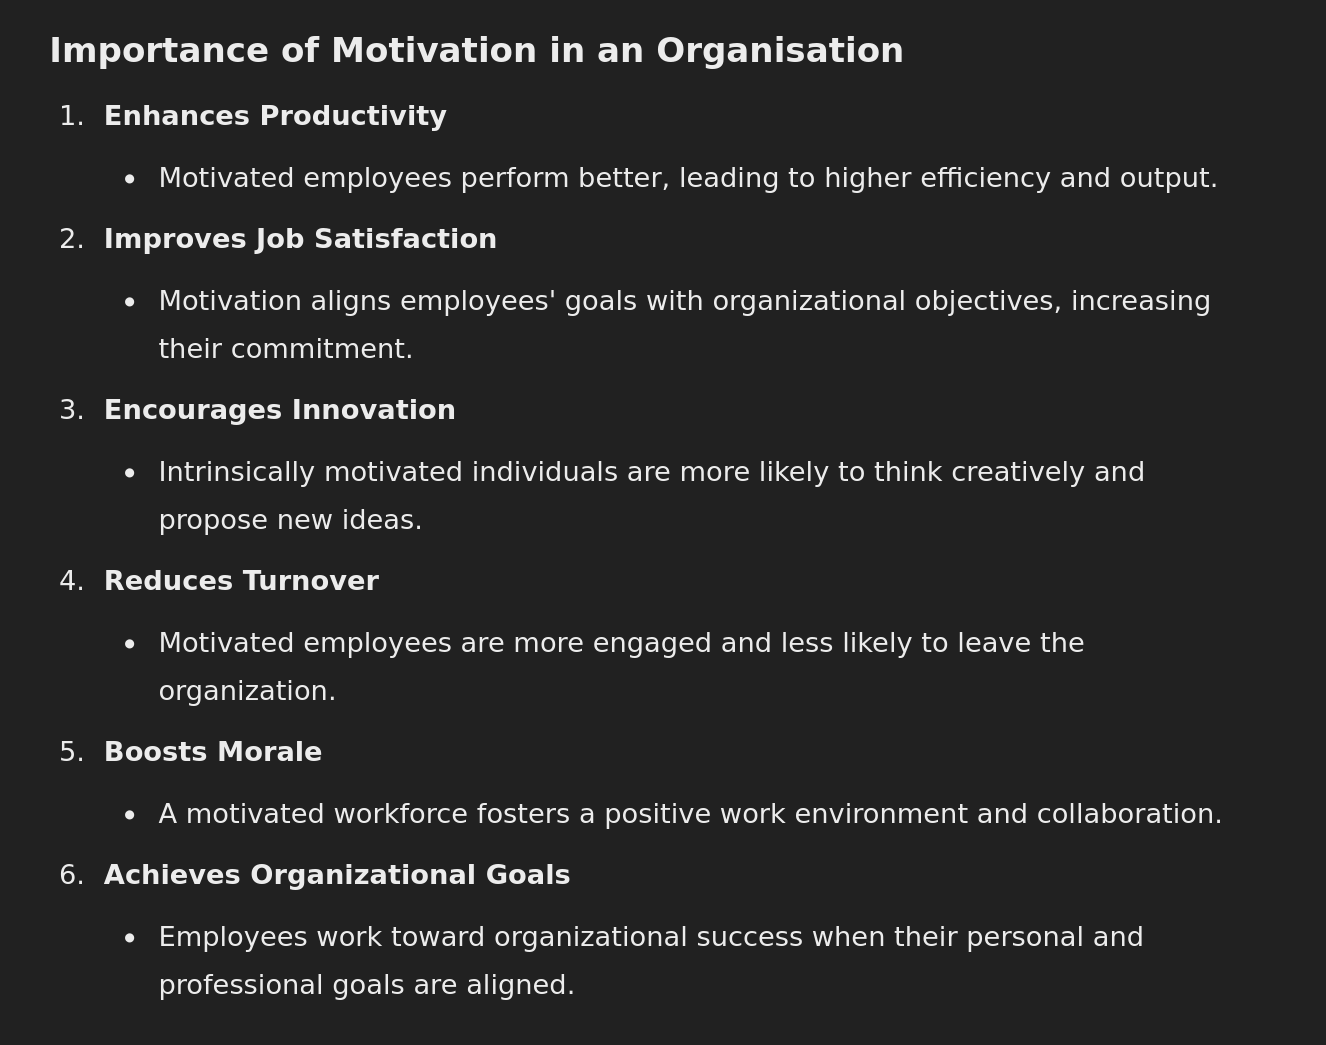 Importance of Motivation in an Organisation
1. Enhances Productivity
• Motivated employees perform better, leading to higher efficiency and output.
2. Improves Job Satisfaction
• Motivation aligns employees' goals with organizational objectives, increasing
their commitment.
3. Encourages Innovation
• Intrinsically motivated individuals are more likely to think creatively and
propose new ideas.
4. Reduces Turnover
• Motivated employees are more engaged and less likely to leave the
organization.
5. Boosts Morale
• A motivated workforce fosters a positive work environment and collaboration.
6. Achieves Organizational Goals
• Employees work toward organizational success when their personal and
professional goals are aligned.